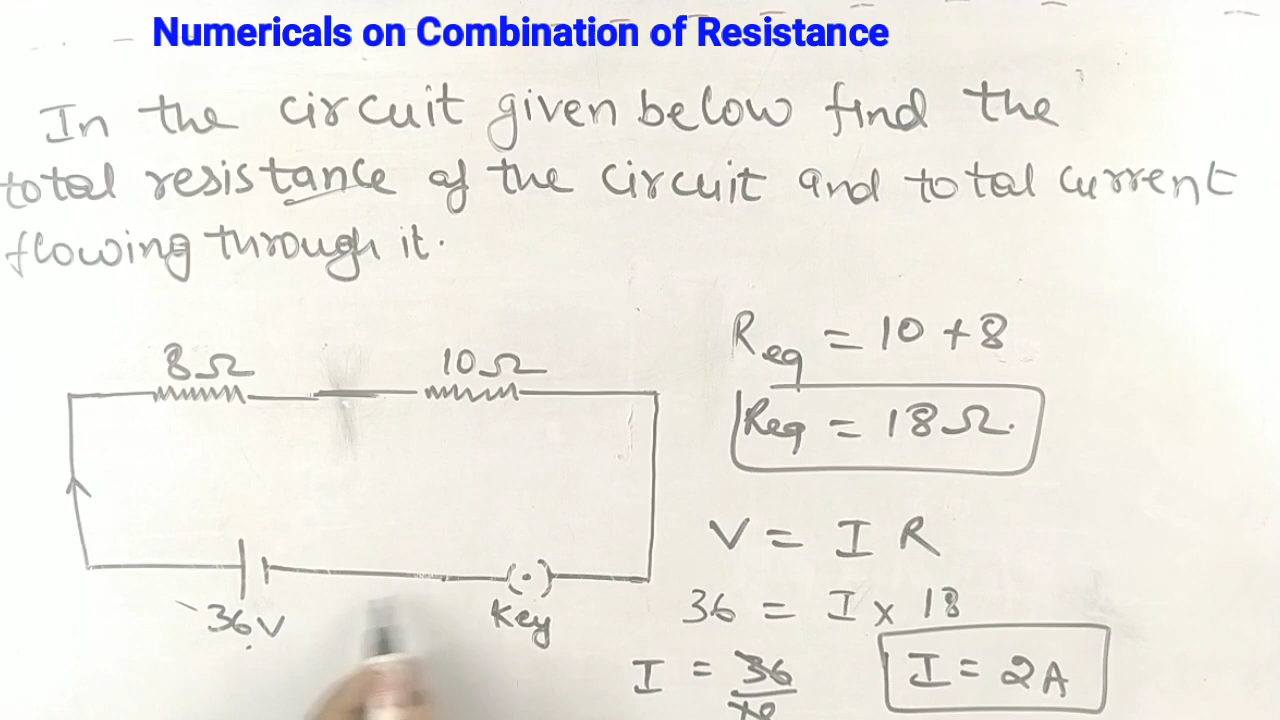 Numericals on Combination of Resistance
In the circuit given below find the
total resistance of the circuit and total current
flowing through it.
8Ω
10Ω
36V
Key
Req = 10 + 8
Req = 18Ω.
V = I R
36 = I × 18
I = 36/18
I = 2A